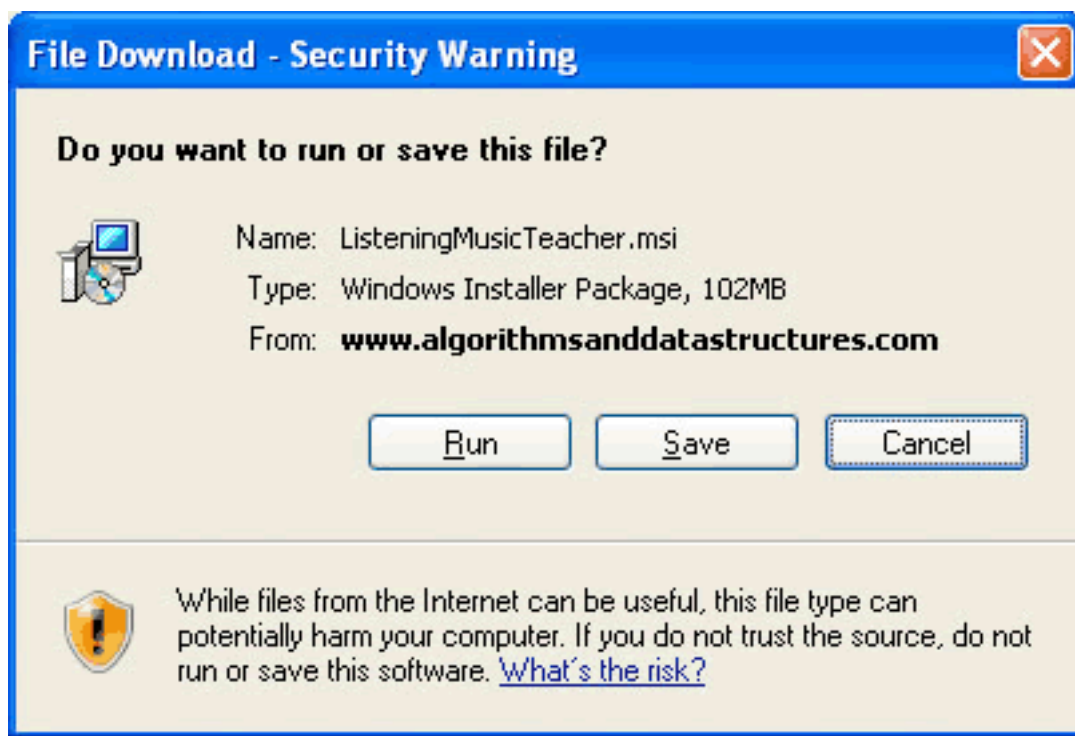 File Download - Security Warning
Do you want to run or save this file?
Name: ListeningMusicTeacher.msi
Type: Windows Installer Package, 102MB
From: www.algorithmsanddatastructures.com
Run Save Cancel
While files from the Internet can be useful, this file type can
potentially harm your computer. If you do not trust the source, do not
run or save this software. What´s the risk?